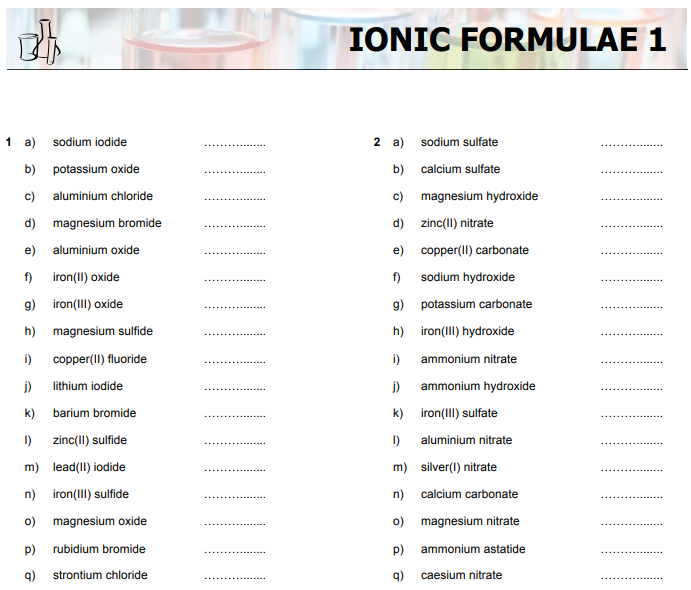 IONIC FORMULAE 1
1 a) sodium iodide ...................
b) potassium oxide ...................
c) aluminium chloride ...................
d) magnesium bromide ...................
e) aluminium oxide ...................
f) iron(II) oxide ...................
g) iron(III) oxide ...................
h) magnesium sulfide ...................
i) copper(II) fluoride ...................
j) lithium iodide ...................
k) barium bromide ...................
l) zinc(II) sulfide ...................
m) lead(II) iodide ...................
n) iron(III) sulfide ...................
o) magnesium oxide ...................
p) rubidium bromide ...................
q) strontium chloride ...................
2 a) sodium sulfate ...................
b) calcium sulfate ...................
c) magnesium hydroxide ...................
d) zinc(II) nitrate ...................
e) copper(II) carbonate ...................
f) sodium hydroxide ...................
g) potassium carbonate ...................
h) iron(III) hydroxide ...................
i) ammonium nitrate ...................
j) ammonium hydroxide ...................
k) iron(III) sulfate ...................
l) aluminium nitrate ...................
m) silver(I) nitrate ...................
n) calcium carbonate ...................
o) magnesium nitrate ...................
p) ammonium astatide ...................
q) caesium nitrate ...................